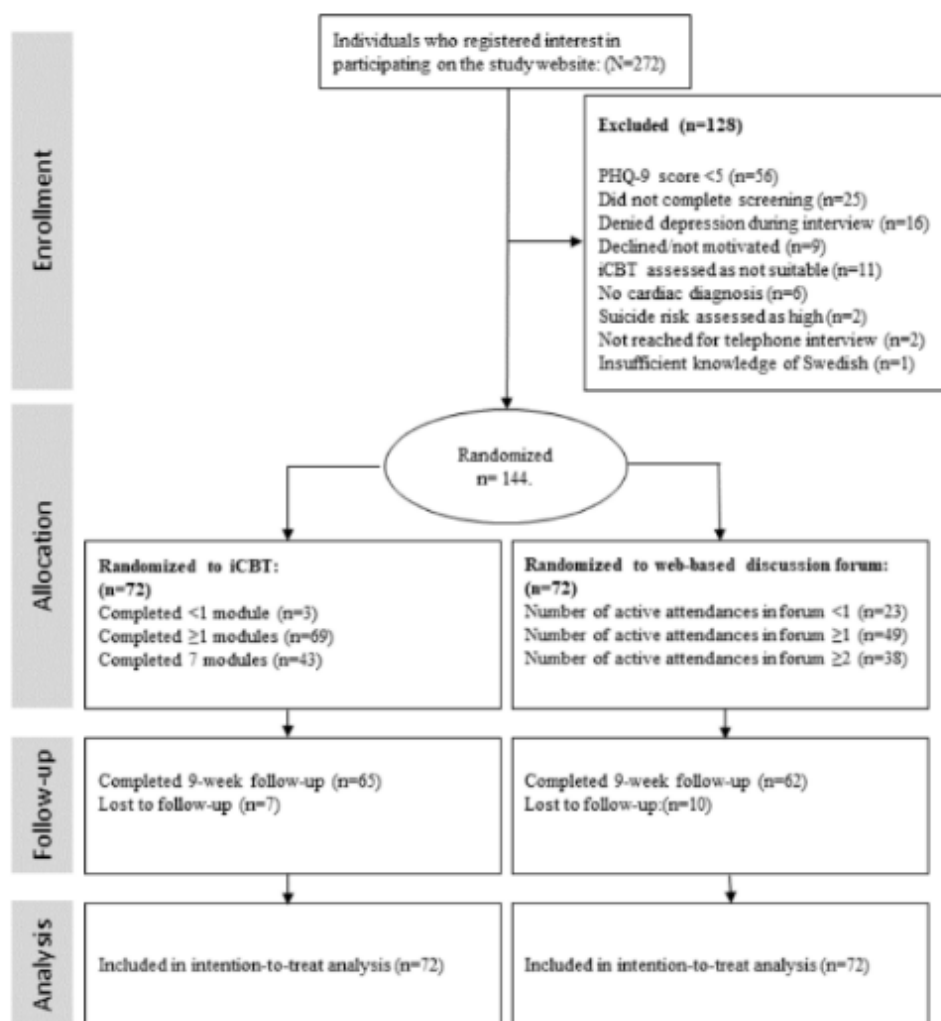 Enrollment
Individuals who registered interest in
participating on the study website: (N=272)
Excluded (n=128)
PHQ-9 score <5 (n=56)
Did not complete screening (n=25)
Denied depression during interview (n=16)
Declined/not motivated (n=9)
iCBT assessed as not suitable (n=11)
No cardiac diagnosis (n=6)
Suicide risk assessed as high (n=2)
Not reached for telephone interview (n=2)
Insufficient knowledge of Swedish (n=1)
Randomized
n= 144.
Allocation
Randomized to iCBT:
(n=72)
Completed <1 module (n=3)
Completed ≥1 modules (n=69)
Completed 7 modules (n=43)
Randomized to web-based discussion forum:
(n=72)
Number of active attendances in forum <1 (n=23)
Number of active attendances in forum ≥1 (n=49)
Number of active attendances in forum ≥2 (n=38)
Follow-up
Completed 9-week follow-up (n=65)
Lost to follow-up (n=7)
Completed 9-week follow-up (n=62)
Lost to follow-up:(n=10)
Analysis
Included in intention-to-treat analysis (n=72)
Included in intention-to-treat analysis (n=72)